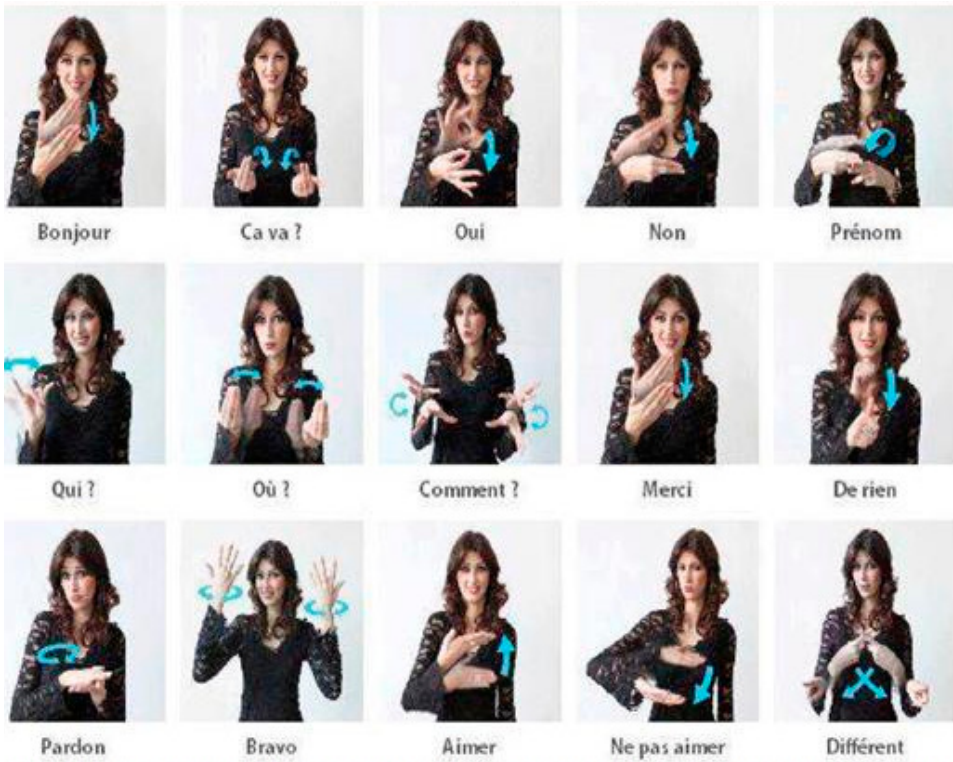 Bonjour
Ca va ?
Oui
Non
Prénom
Qui ?
Où ?
Comment ?
Merci
De rien
Pardon
Bravo
Aimer
Ne pas aimer
Différent